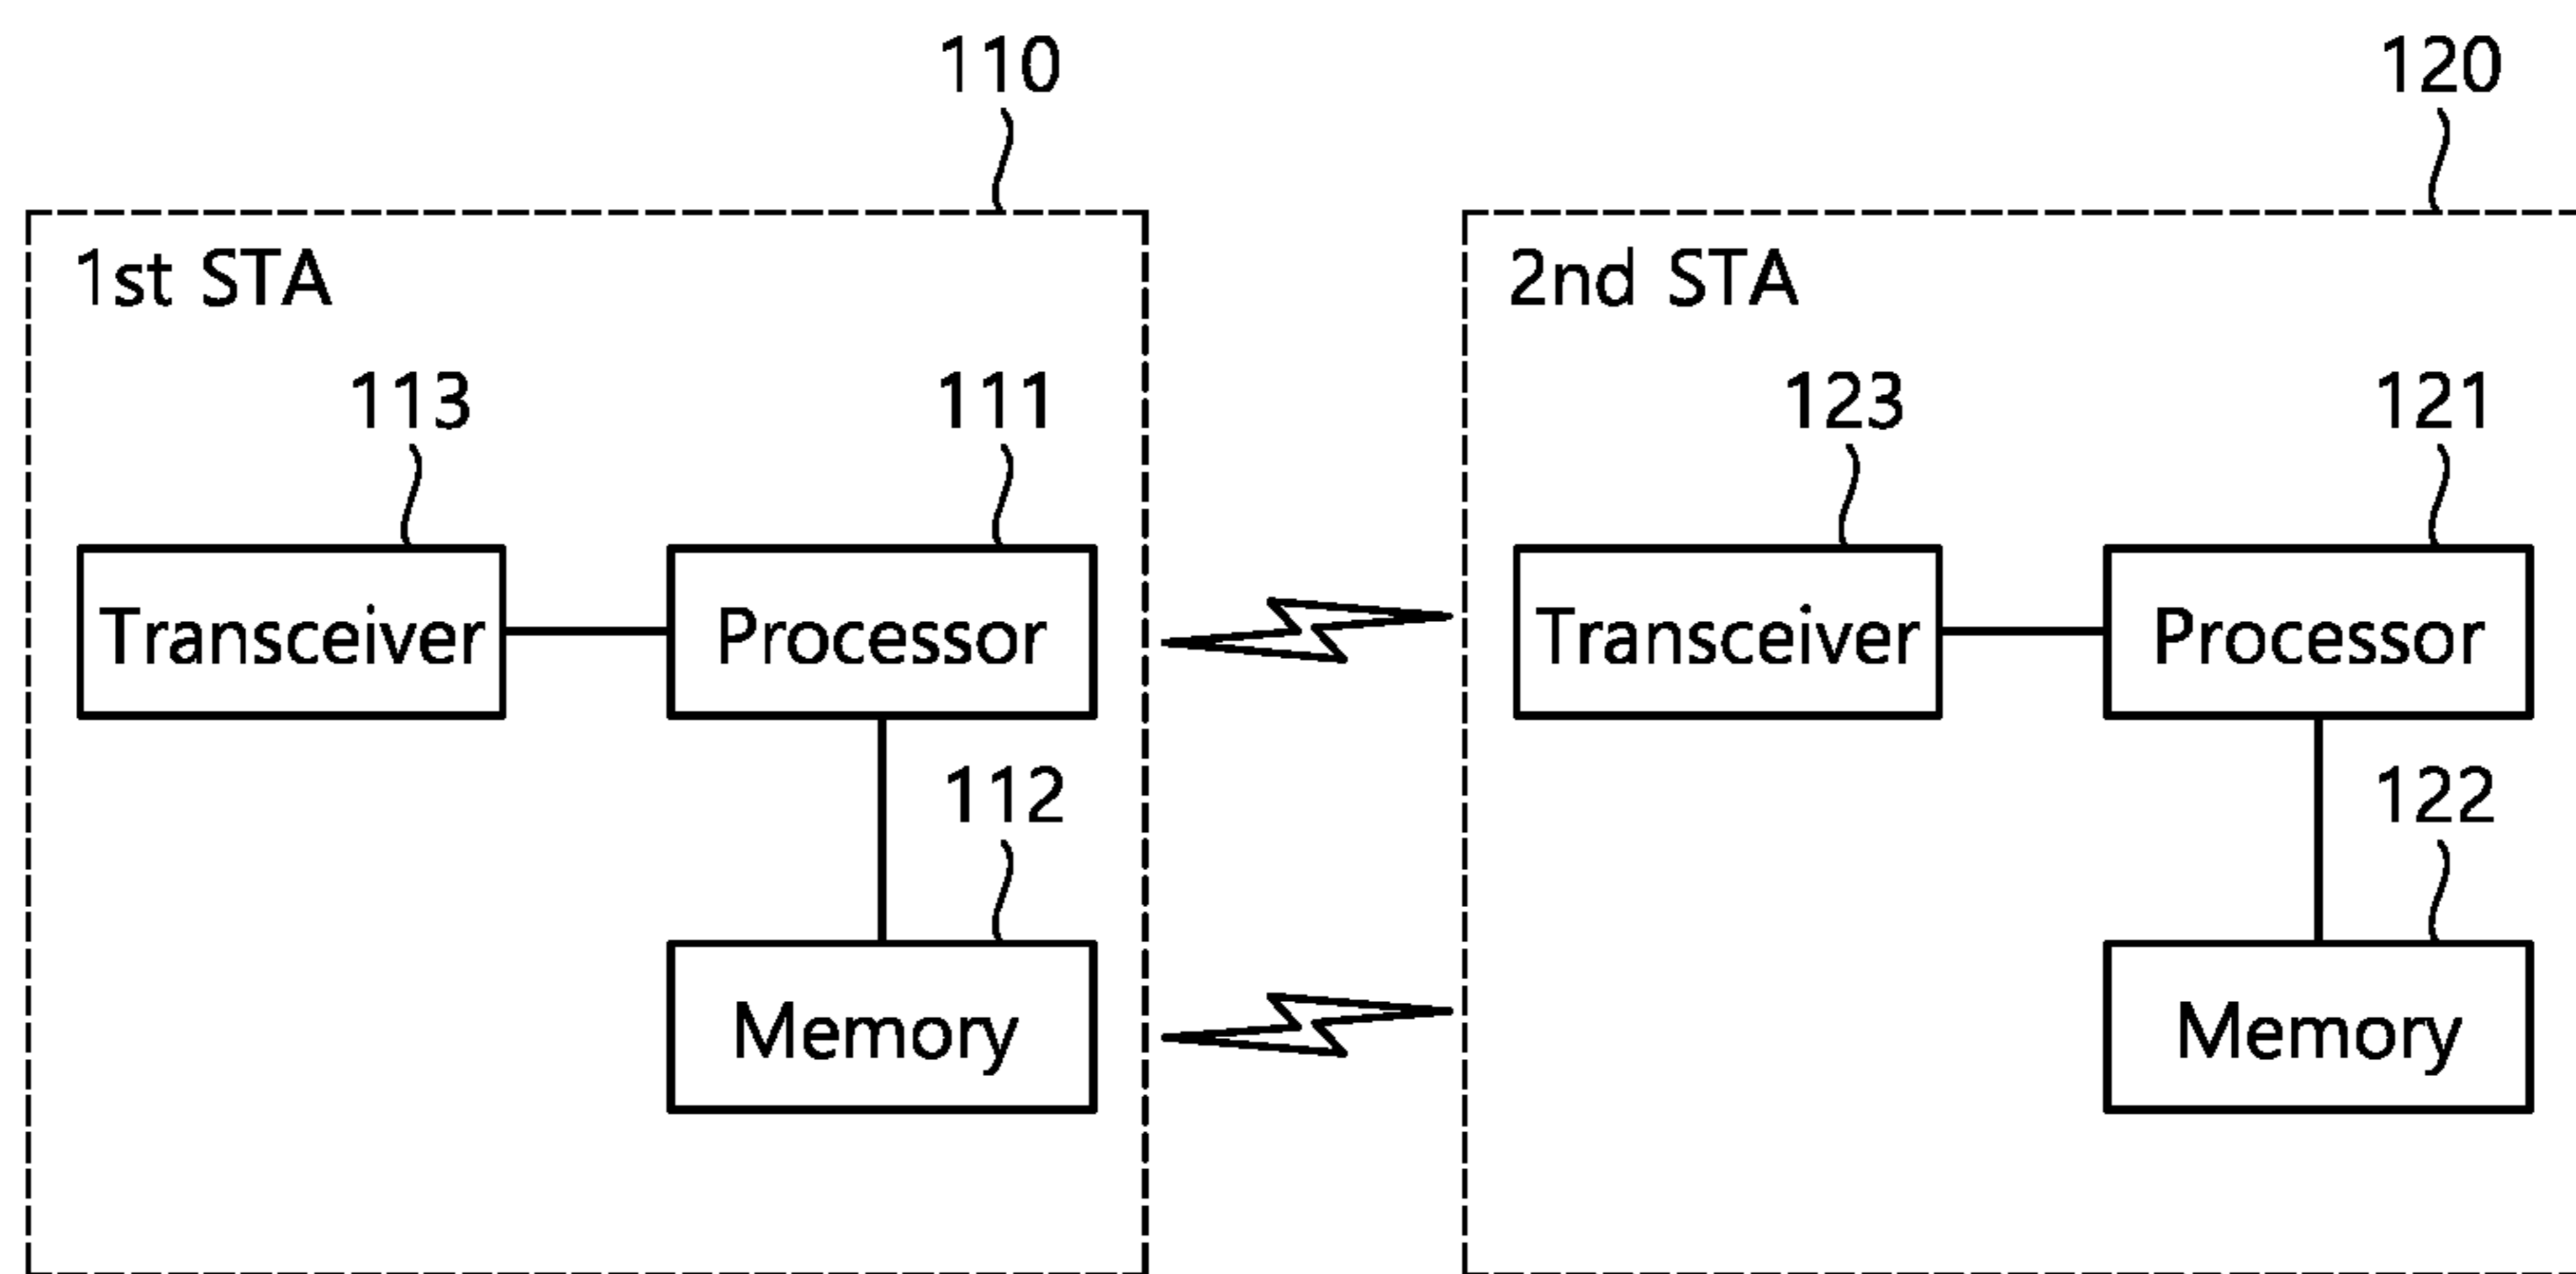 110
120
1st STA
2nd STA
113
111
123
121
Transceiver
Processor
Transceiver
Processor
112
122
Memory
Memory